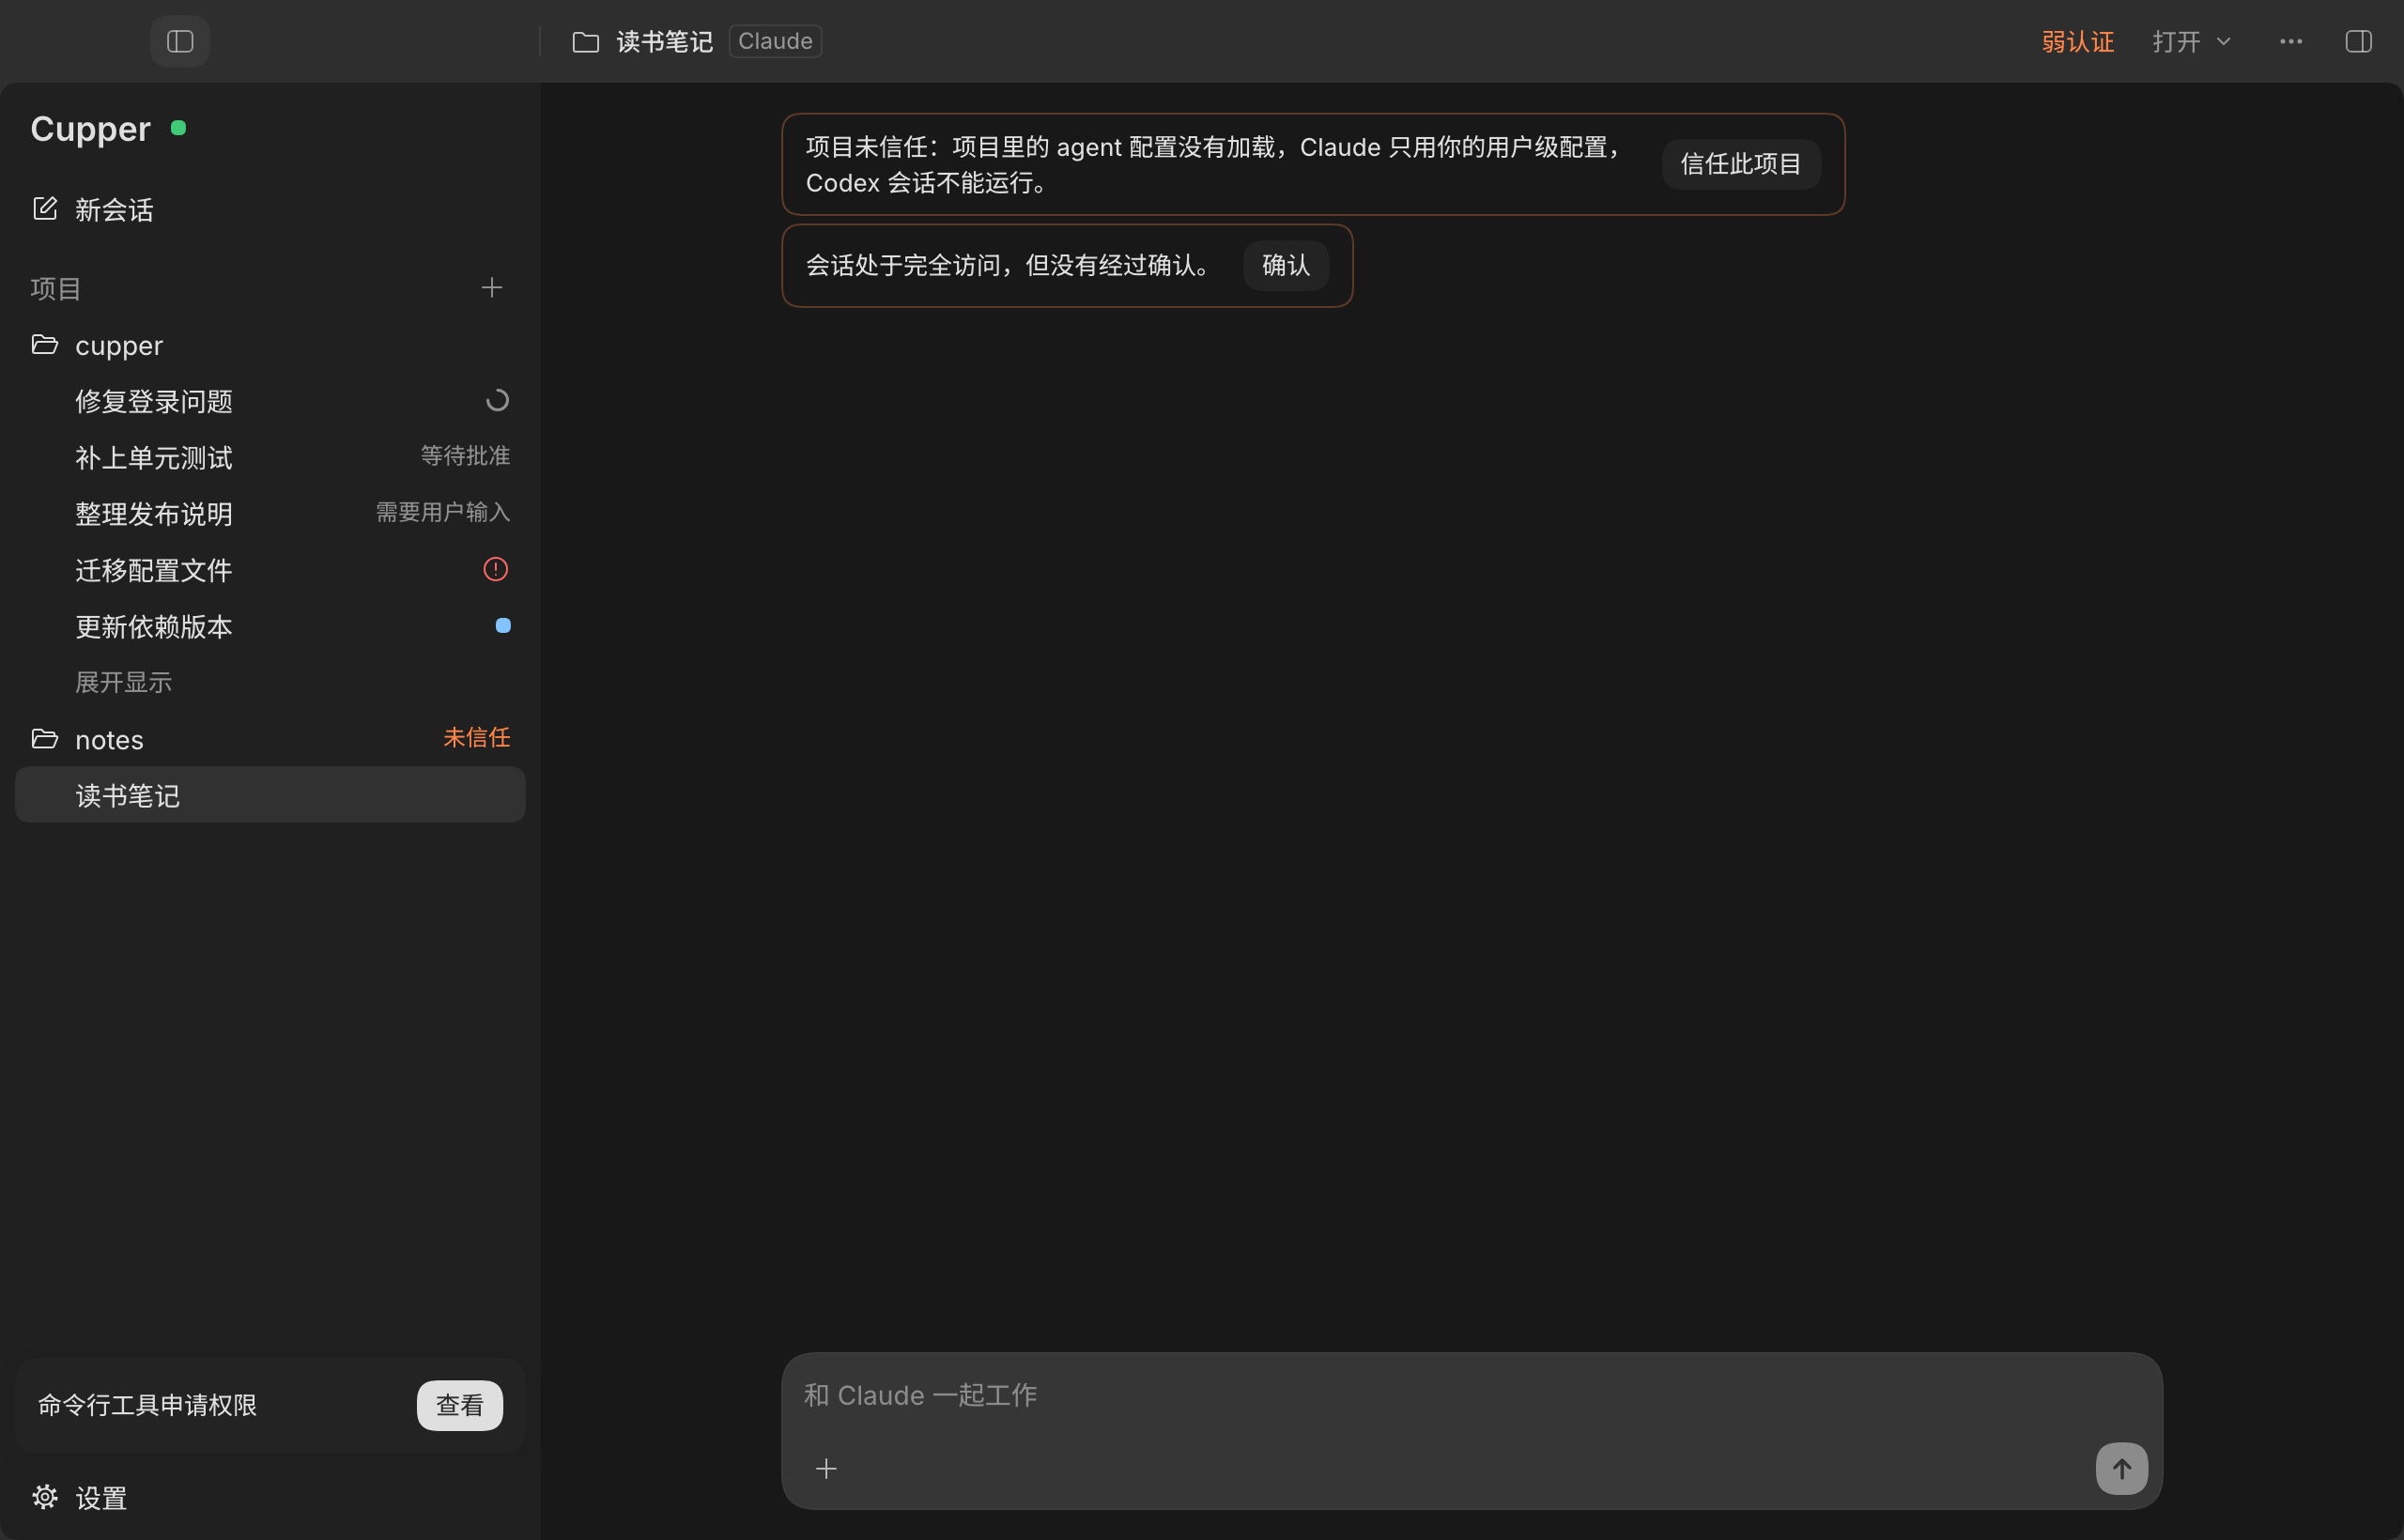 读书笔记 Claude 弱认证 打开
Cupper
新会话
项目
cupper
修复登录问题
补上单元测试 等待批准
整理发布说明 需要用户输入
迁移配置文件
更新依赖版本
展开显示
notes 未信任
读书笔记
命令行工具申请权限 查看
设置
项目未信任：项目里的 agent 配置没有加载，Claude 只用你的用户级配置，
Codex 会话不能运行。
信任此项目
会话处于完全访问，但没有经过确认。 确认
和 Claude 一起工作